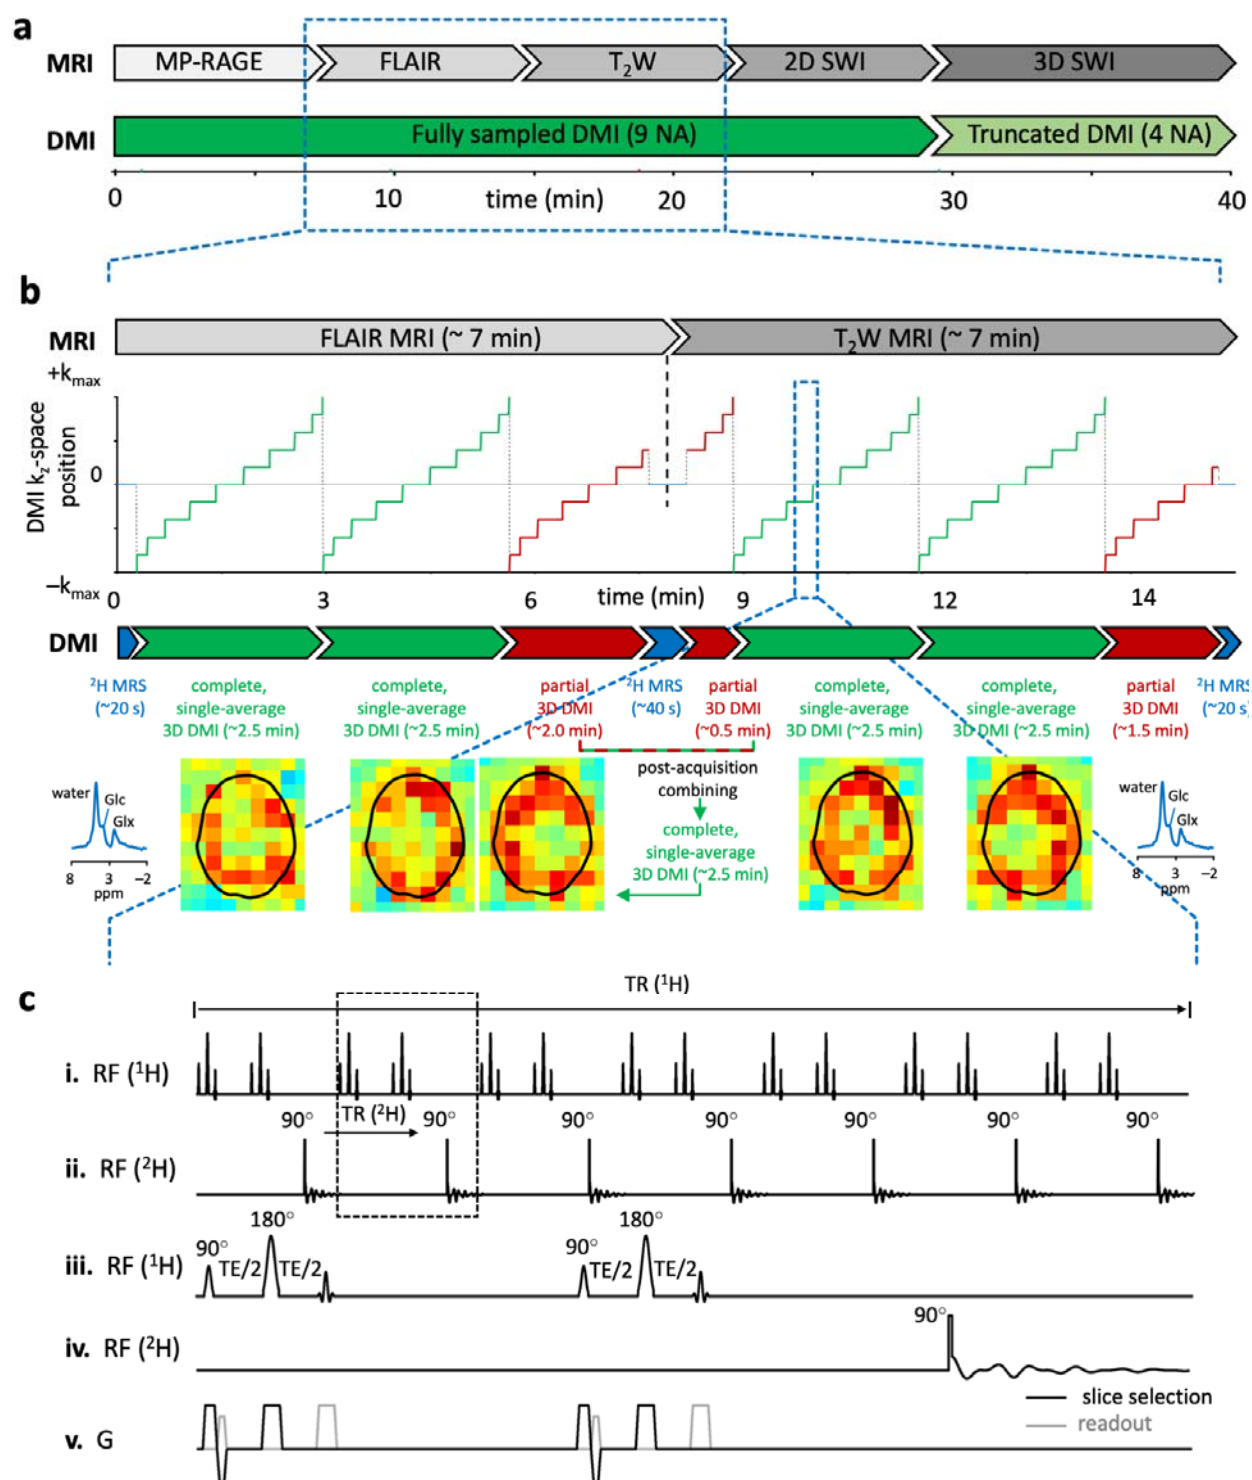 a
MRI MP-RAGE FLAIR T₂W 2D SWI 3D SWI
DMI Fully sampled DMI (9 NA) Truncated DMI (4 NA)
0 10 time (min) 20 30 40
b
MRI FLAIR MRI (~ 7 min) T₂W MRI (~ 7 min)
+kmax
0
–kmax
DMI kz-space
position
0 3 6 time (min) 9 12 14
DMI
²H MRS
(~20 s)
complete,
single-average
3D DMI (~2.5 min)
complete,
single-average
3D DMI (~2.5 min)
partial
3D DMI
(~2.0 min)
²H MRS
(~40 s)
partial
3D DMI
(~0.5 min)
complete,
single-average
3D DMI (~2.5 min)
complete,
single-average
3D DMI (~2.5 min)
partial
3D DMI
(~1.5 min)
²H MRS
(~20 s)
water
Glc
Glx
8 3 –2
ppm
post-acquisition
combining
complete,
single-average
3D DMI (~2.5 min)
water
Glc
Glx
8 3 –2
ppm
c
TR (¹H)
i. RF (¹H)
90° TR (²H) 90° 90° 90° 90° 90° 90°
ii. RF (²H)
180° 180°
90° 90°
iii. RF (¹H) TE/2 TE/2 TE/2 TE/2
90°
iv. RF (²H)
slice selection
readout
v. G